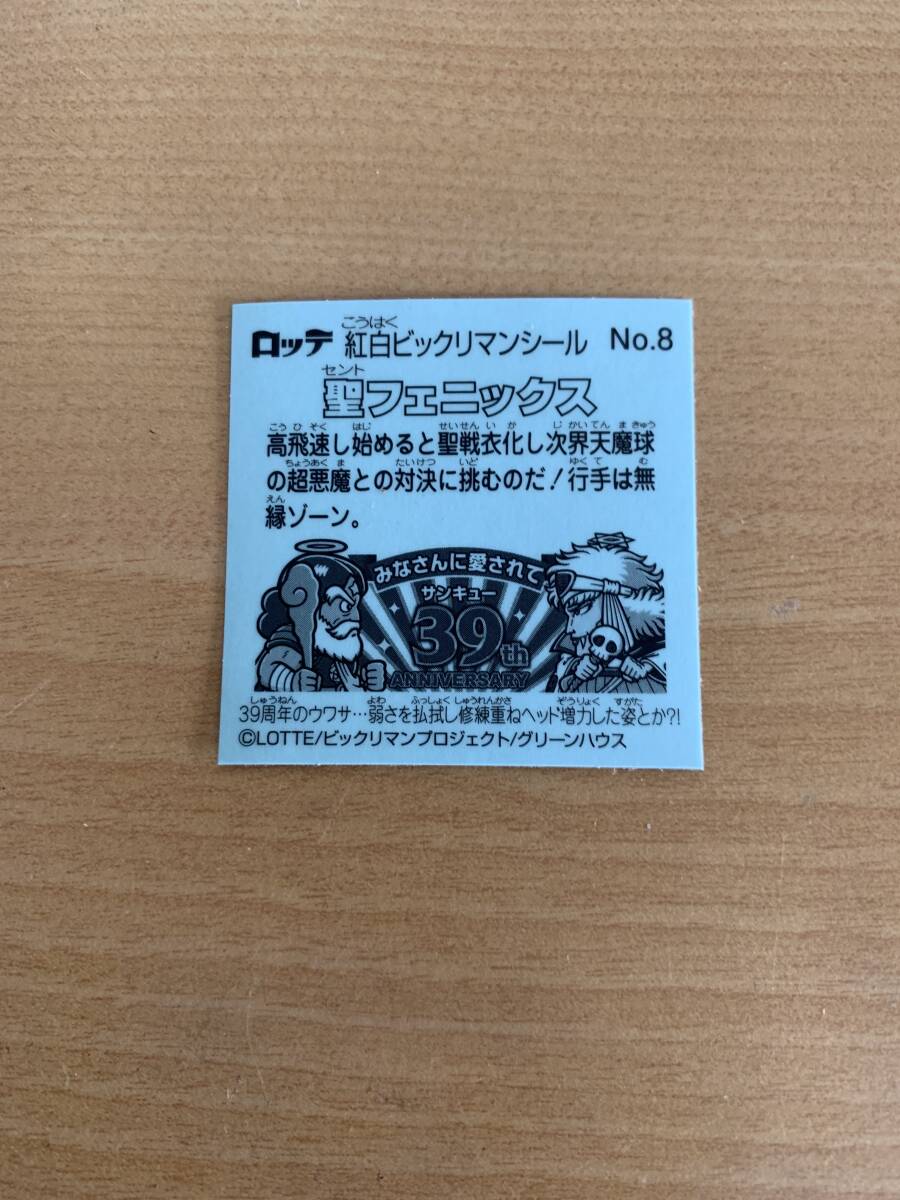 ロッテ 紅白ビックリマンシール No.8
こうはく
セント
聖フェニックス
こうひそく はじ せいせんいか じかいてんまきゅう
高飛速し始めると聖戦衣化し次界天魔球
ちょうあくま たいけつ いど ゆくて む
の超悪魔との対決に挑むのだ！行手は無
えん
縁ゾーン。
みなさんに愛されて
サンキュー
39th
ANNIVERSARY
しゅうねん よわ ふっしょく しゅうれんかさ ぞうりょく すがた
39周年のウワサ…弱さを払拭し修練重ねヘッド増力した姿とか?!
©LOTTE/ビックリマンプロジェクト/グリーンハウス